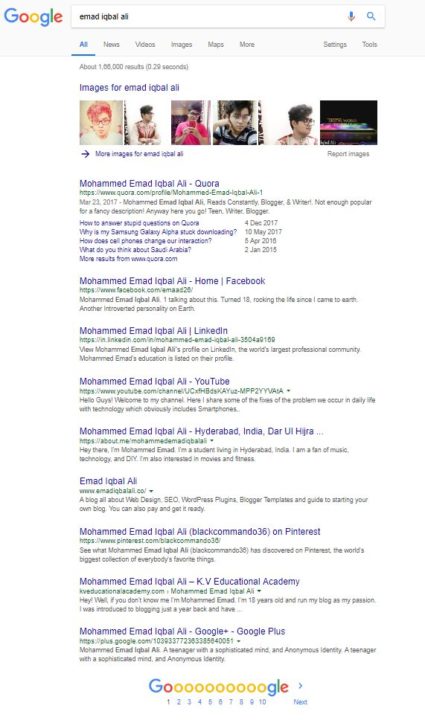 Google
emad iqbal ali
All News Videos Images Maps More Settings Tools
About 1,66,000 results (0.29 seconds)
Images for emad iqbal ali
More images for emad iqbal ali Report images
Mohammed Emad Iqbal Ali - Quora
https://www.quora.com/profile/Mohammed-Emad-Iqbal-Ali-1
Mar 23, 2017 - Mohammed Emad Iqbal Ali, Reads Constantly, Blogger, & Writer!. Not enough popular
for a fancy description! Anyway here you go! Teen, Writer, Blogger.
How to answer stupid questions on Quora 4 Dec 2017
Why is my Samsung Galaxy Alpha stuck downloading? 10 May 2017
How does cell phones change our interaction? 5 Apr 2016
What do you think about Saudi Arabia? 2 Jan 2015
More results from www.quora.com
Mohammed Emad Iqbal Ali - Home | Facebook
https://www.facebook.com/emaad26/
Mohammed Emad Iqbal Ali. 1 talking about this. Turned 18, rocking the life since I came to earth.
Another Introverted personality on Earth.
Mohammed Emad Iqbal Ali | LinkedIn
https://in.linkedin.com/in/mohammed-emad-iqbal-ali-3504a9169
View Mohammed Emad Iqbal Ali's profile on LinkedIn, the world's largest professional community.
Mohammed Emad's education is listed on their profile.
Mohammed Emad Iqbal Ali - YouTube
https://www.youtube.com/channel/UCxfHBdsKAYuz-MPP2YYVAtA
Hello Guys! Welcome to my channel. Here I share some of the fixes of the problem we occur in daily life
with technology which obviously includes Smartphones,.
Mohammed Emad Iqbal Ali - Hyderabad, India, Dar Ul Hijra ...
https://about.me/mohammedemadiqbalali
Hey there, I'm Mohammed Emad. I'm a student living in Hyderabad, India. I am a fan of music,
technology, and DIY. I'm also interested in movies and fitness.
Emad Iqbal Ali
www.emadiqbalali.co/
A blog all about Web Design, SEO, WordPress Plugins, Blogger Templates and guide to starting your
own blog. You can also pay and get it ready.
Mohammed Emad Iqbal Ali (blackcommando36) on Pinterest
https://www.pinterest.com/blackcommando36/
See what Mohammed Emad Iqbal Ali (blackcommando36) has discovered on Pinterest, the world's
biggest collection of everybody's favorite things.
Mohammed Emad Iqbal Ali – K.V Educational Academy
kveducationalacademy.com › Mohammed Emad Iqbal Ali
Hey! Well, if you don't know me I'm Mohammed Emad. I'm 18 years old and run my blog as my passion.
I was introduced to blogging just a year back and have ...
Mohammed Emad Iqbal Ali - Google+ - Google Plus
https://plus.google.com/103933772363385640051
Mohammed Emad Iqbal Ali. A teenager with a sophisticated mind, and Anonymous Identity. A teenager
with a sophisticated mind, and Anonymous Identity.
Goooooooooogle
1 2 3 4 5 6 7 8 9 10 Next